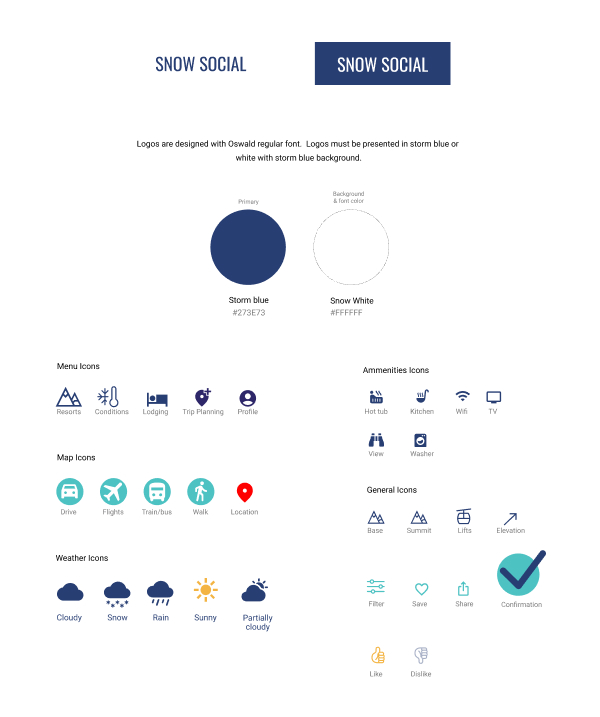 SNOW SOCIAL
SNOW SOCIAL
Logos are designed with Oswald regular font. Logos must be presented in storm blue or
white with storm blue background.
Primary
Background
& font color
Storm blue
#273E73
Snow White
#FFFFFF
Menu Icons
Resorts
Conditions
Lodging
Trip Planning
Profile
Map Icons
Drive
Flights
Train/bus
Walk
Location
Weather Icons
Cloudy
Snow
Rain
Sunny
Partially
cloudy
Ammenities Icons
Hot tub
Kitchen
Wifi
TV
View
Washer
General Icons
Base
Summit
Lifts
Elevation
Filter
Save
Share
Confirmation
Like
Dislike